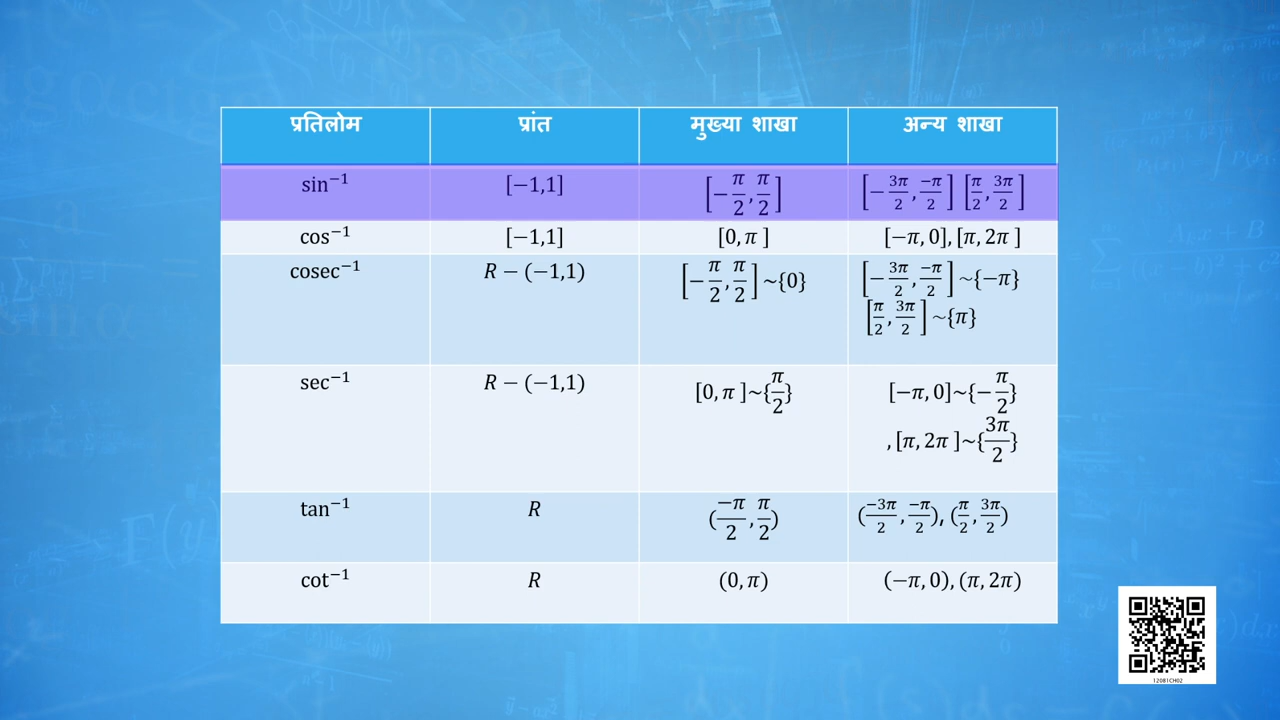 प्रतिलोम प्रांत मुख्या शाखा अन्य शाखा
sin⁻¹ [−1,1] [−π/2, π/2] [−3π/2, −π/2] [π/2, 3π/2]
cos⁻¹ [−1,1] [0, π ] [−π, 0], [π, 2π ]
cosec⁻¹ R − (−1,1) [−π/2, π/2] ~{0} [−3π/2, −π/2] ~{−π}
[π/2, 3π/2] ~{π}
sec⁻¹ R − (−1,1) [0, π ]~{π/2} [−π, 0]~{−π/2}
, [π, 2π ]~{3π/2}
tan⁻¹ R (−π/2, π/2) (−3π/2, −π/2), (π/2, 3π/2)
cot⁻¹ R (0, π) (−π, 0), (π, 2π)
12081CH02